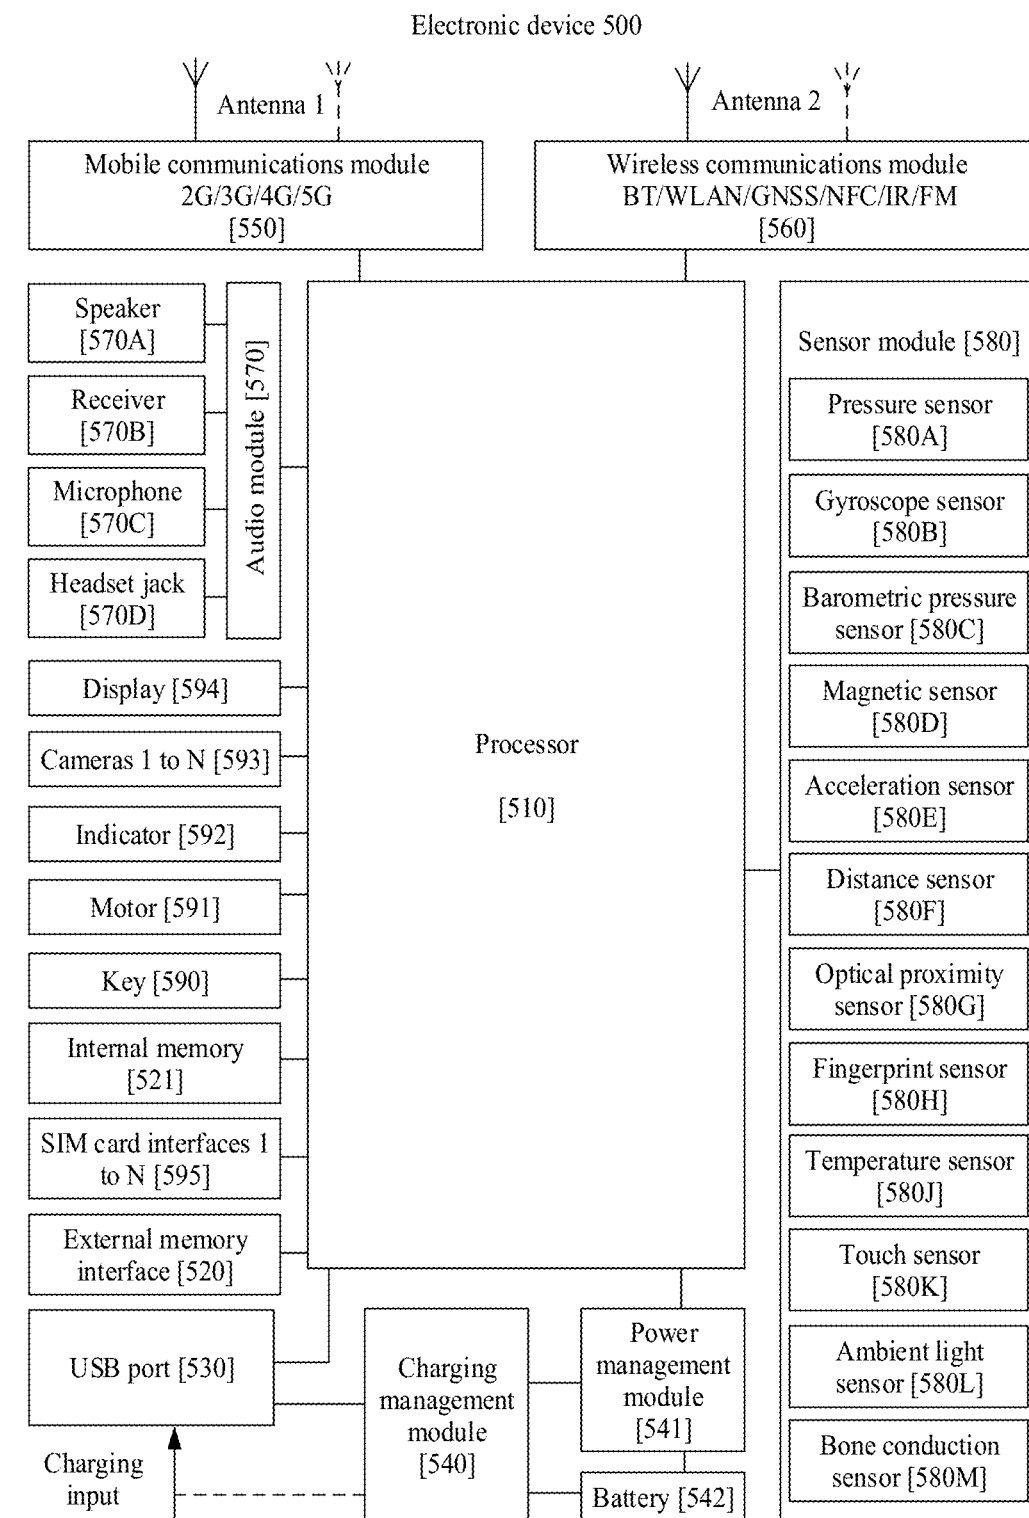 Electronic device 500
Antenna 1
Antenna 2
Mobile communications module
2G/3G/4G/5G
[550]
Wireless communications module
BT/WLAN/GNSS/NFC/IR/FM
[560]
Speaker
[570A]
Receiver
[570B]
Microphone
[570C]
Headset jack
[570D]
Audio module [570]
Display [594]
Cameras 1 to N [593]
Indicator [592]
Motor [591]
Key [590]
Internal memory
[521]
SIM card interfaces 1
to N [595]
External memory
interface [520]
USB port [530]
Charging
input
Processor
[510]
Charging
management
module
[540]
Power
management
module
[541]
Battery [542]
Sensor module [580]
Pressure sensor
[580A]
Gyroscope sensor
[580B]
Barometric pressure
sensor [580C]
Magnetic sensor
[580D]
Acceleration sensor
[580E]
Distance sensor
[580F]
Optical proximity
sensor [580G]
Fingerprint sensor
[580H]
Temperature sensor
[580J]
Touch sensor
[580K]
Ambient light
sensor [580L]
Bone conduction
sensor [580M]